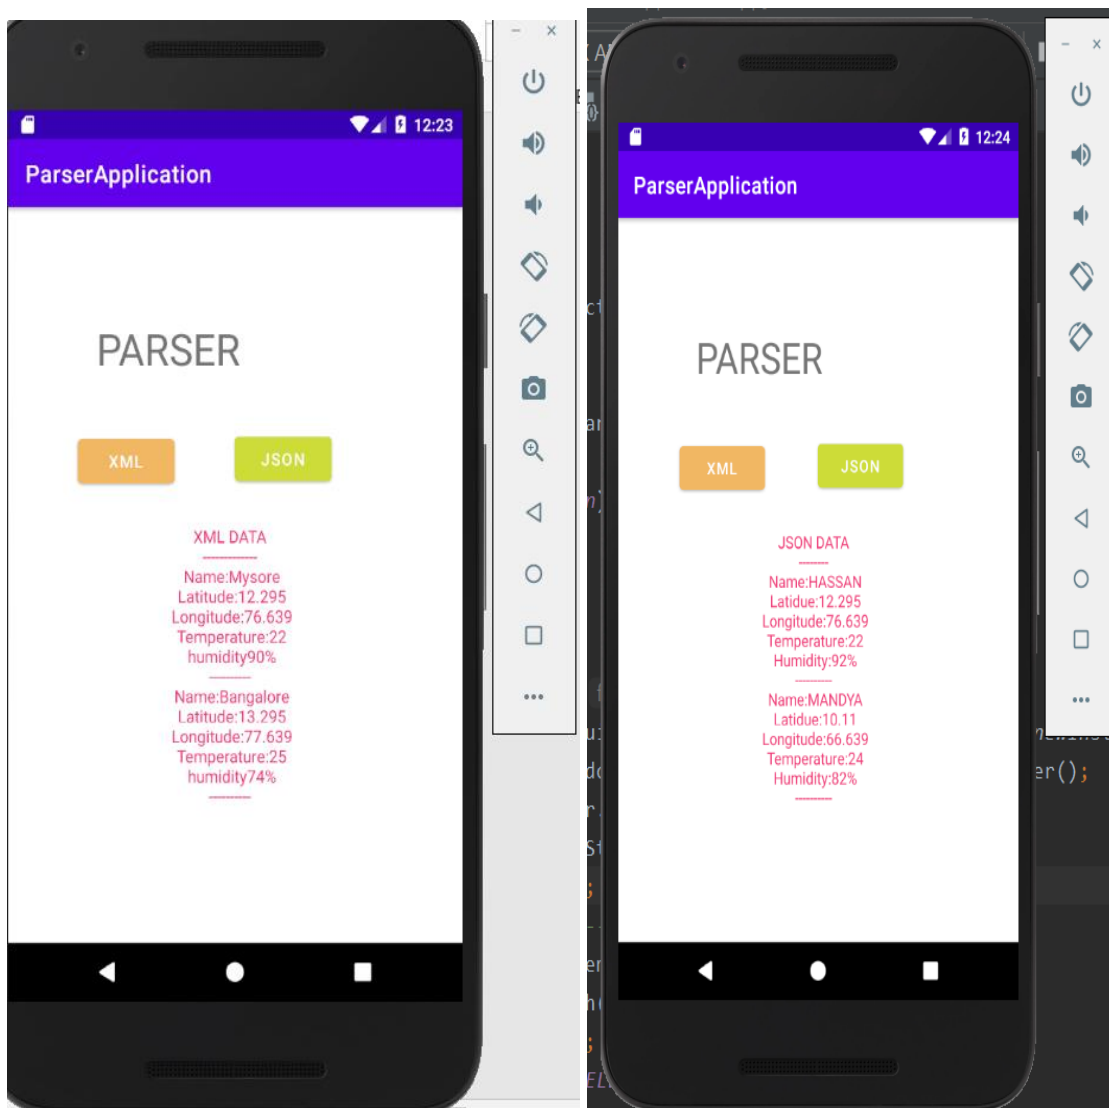 12:23
ParserApplication
PARSER
XML
JSON
XML DATA
-------------
Name:Mysore
Latitude:12.295
Longitude:76.639
Temperature:22
humidity90%
----------
Name:Bangalore
Latitude:13.295
Longitude:77.639
Temperature:25
humidity74%
----------
12:24
ParserApplication
PARSER
XML
JSON
JSON DATA
--------
Name:HASSAN
Latidue:12.295
Longitude:76.639
Temperature:22
Humidity:92%
----------
Name:MANDYA
Latidue:10.11
Longitude:66.639
Temperature:24
Humidity:82%
----------
er();